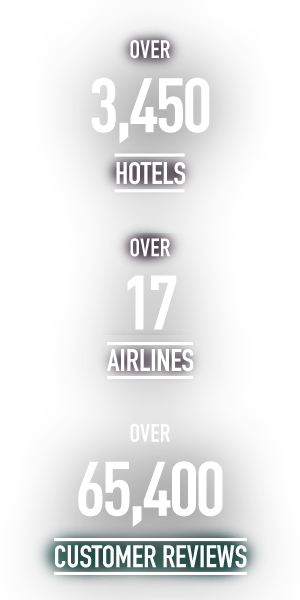 OVER
3,450
HOTELS
OVER
17
AIRLINES
OVER
65,400
CUSTOMER REVIEWS